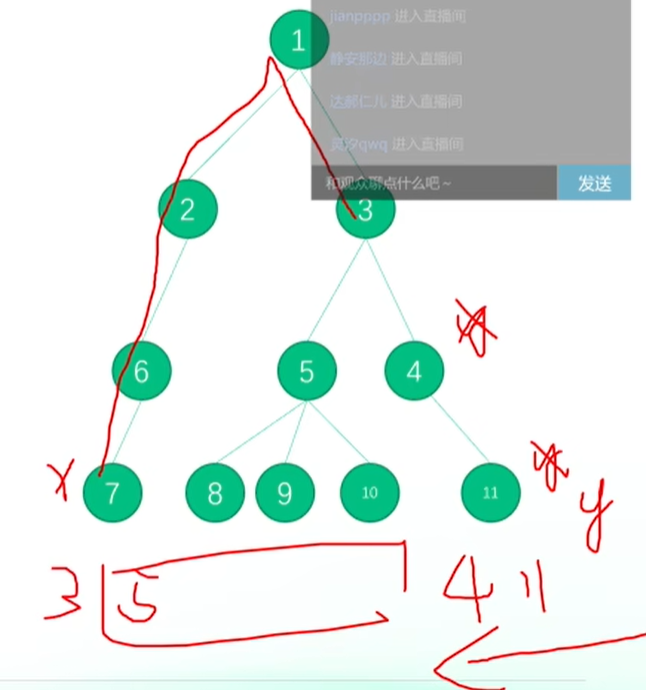 jianpppp 进入直播间
1
静安那边 进入直播间
达郝仁儿 进入直播间
灵汐qwq 进入直播间
和观众聊点什么吧~ 发送
2 3
6 5 4
x 7 8 9 10 11 y
3 5 4 11